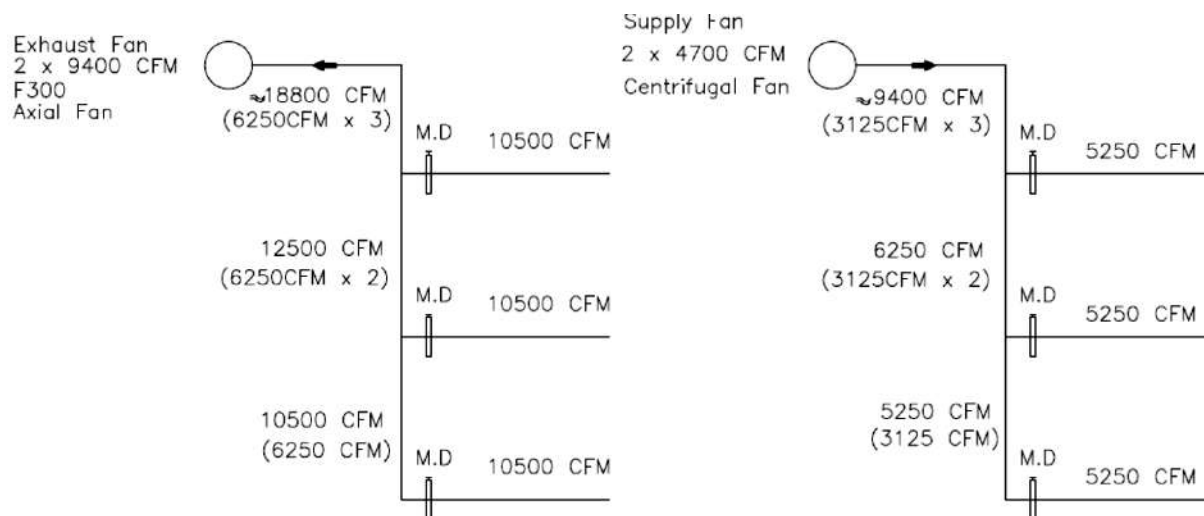 Exhaust Fan
2 x 9400 CFM
F300
Axial Fan
≈18800 CFM
(6250CFM x 3)
M.D
10500 CFM
12500 CFM
(6250CFM x 2)
M.D
10500 CFM
10500 CFM
(6250 CFM)
M.D
10500 CFM
Supply Fan
2 x 4700 CFM
Centrifugal Fan
≈9400 CFM
(3125CFM x 3)
M.D
5250 CFM
6250 CFM
(3125CFM x 2)
M.D
5250 CFM
5250 CFM
(3125 CFM)
M.D
5250 CFM